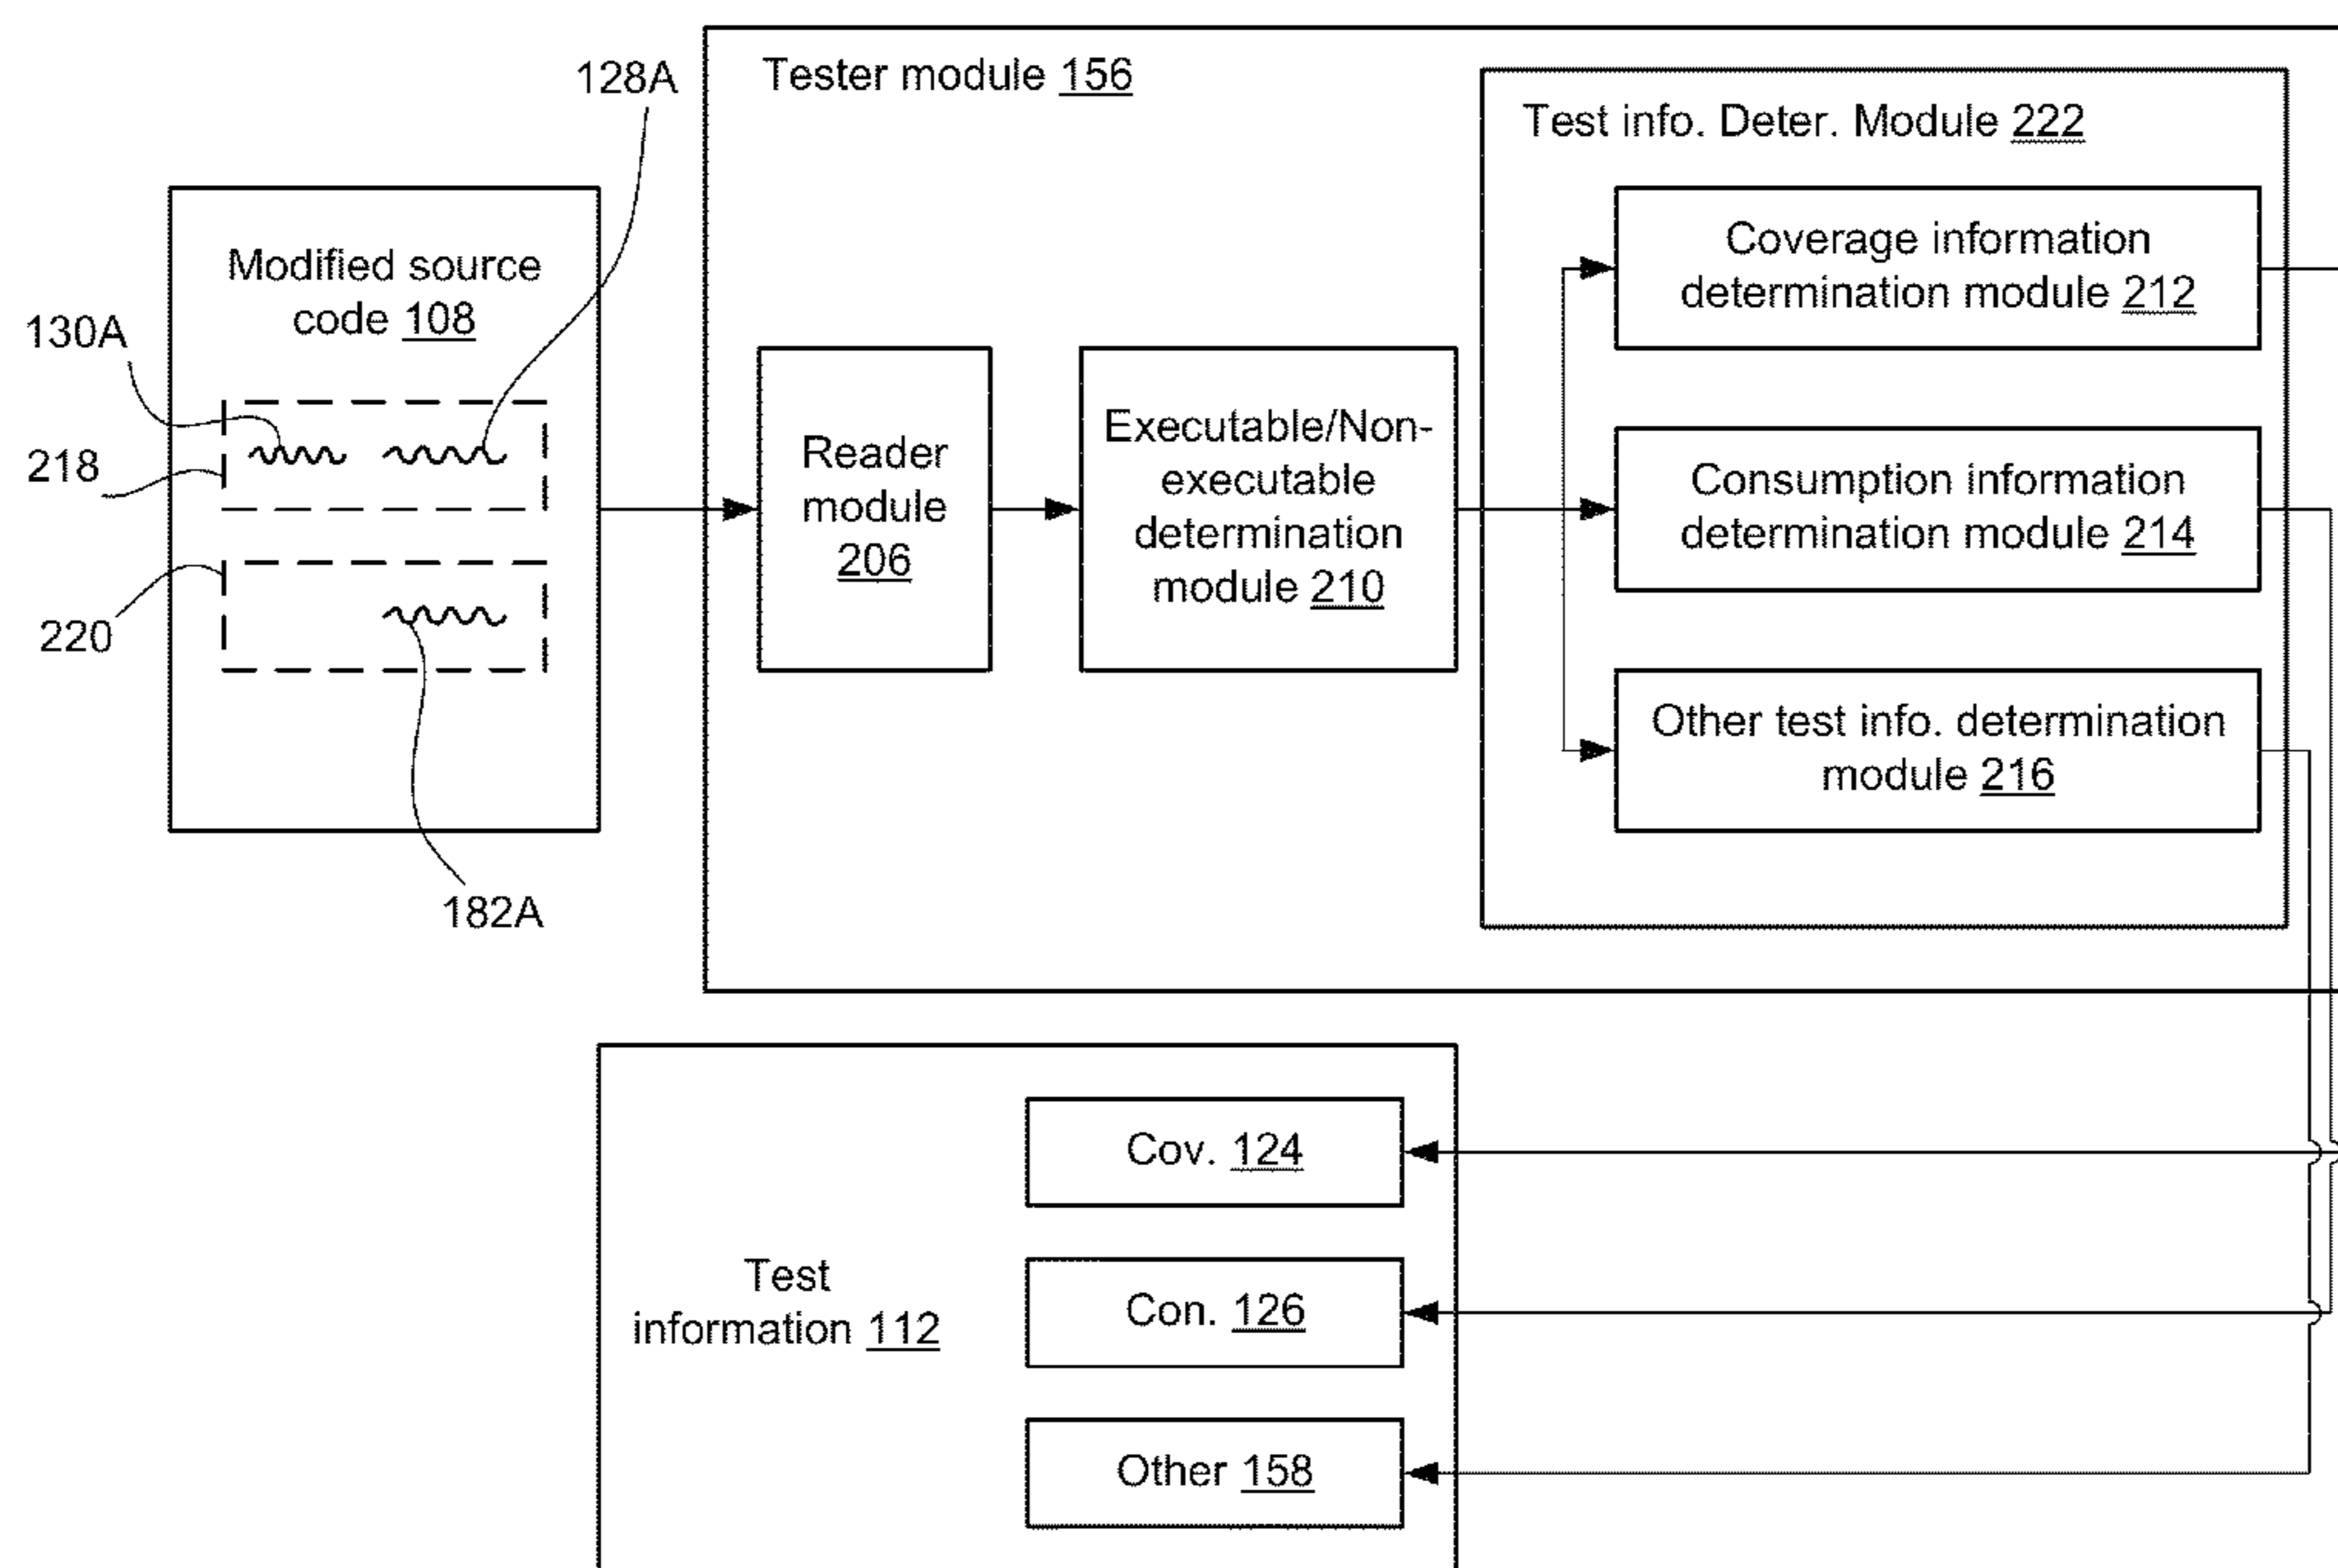 128A
Tester module 156
Test info. Deter. Module 222
Modified source
code 108
130A
218
220
182A
Reader
module
206
Executable/Non-
executable
determination
module 210
Coverage information
determination module 212
Consumption information
determination module 214
Other test info. determination
module 216
Test
information 112
Cov. 124
Con. 126
Other 158